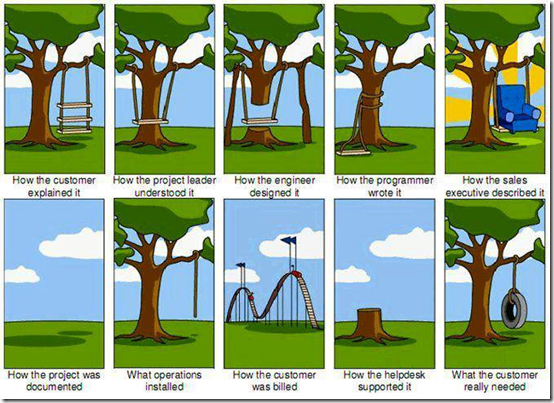 How the customer
explained it
How the project leader
understood it
How the engineer
designed it
How the programmer
wrote it
How the sales
executive described it
How the project was
documented
What operations
installed
How the customer
was billed
How the helpdesk
supported it
What the customer
really needed